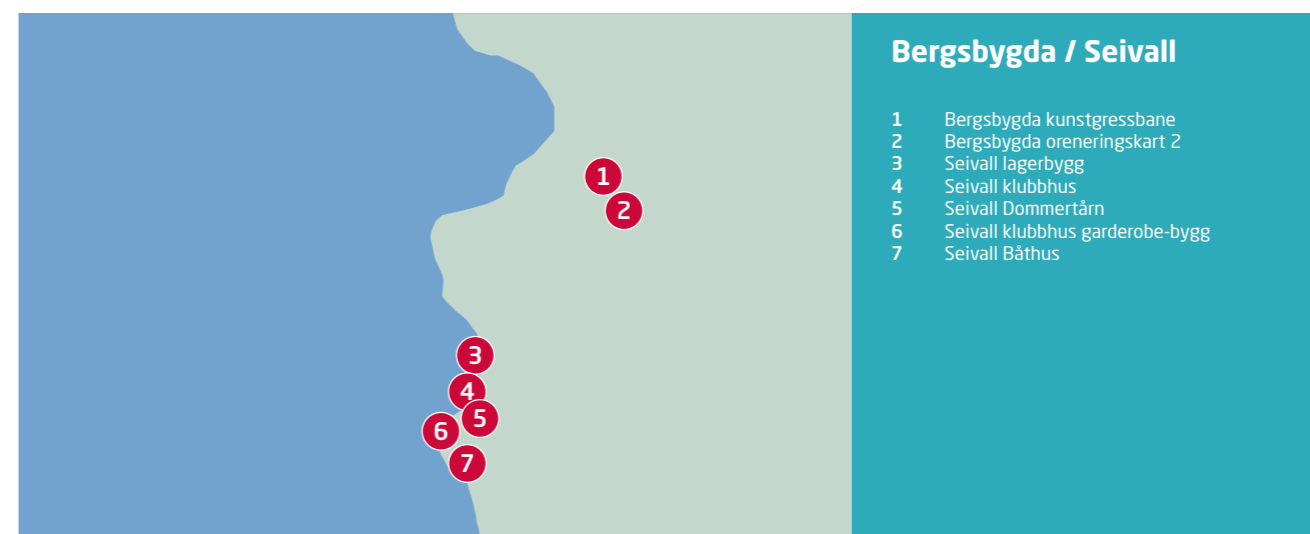 1
2
3
4
5
6
7
Bergsbygda / Seivall
1 Bergsbygda kunstgressbane
2 Bergsbygda oreneringskart 2
3 Seivall lagerbygg
4 Seivall klubbhus
5 Seivall Dommertårn
6 Seivall klubbhus garderobe-bygg
7 Seivall Båthus